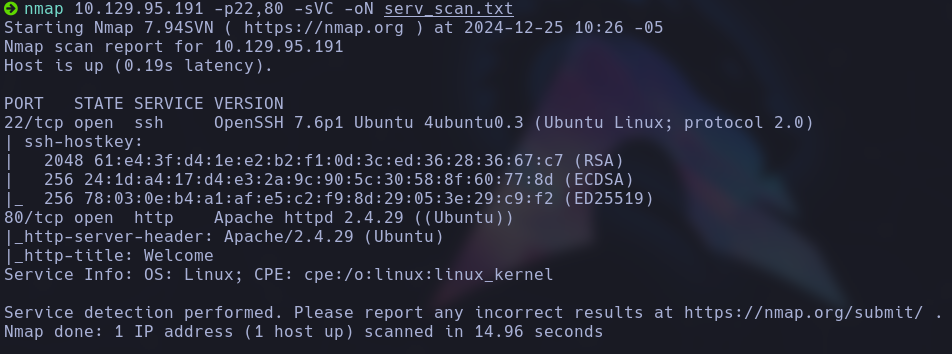 nmap 10.129.95.191 -p22,80 -sVC -oN serv_scan.txt
Starting Nmap 7.94SVN ( https://nmap.org ) at 2024-12-25 10:26 -05
Nmap scan report for 10.129.95.191
Host is up (0.19s latency).

PORT   STATE SERVICE VERSION
22/tcp open  ssh     OpenSSH 7.6p1 Ubuntu 4ubuntu0.3 (Ubuntu Linux; protocol 2.0)
| ssh-hostkey:
|   2048 61:e4:3f:d4:1e:e2:b2:f1:0d:3c:ed:36:28:36:67:c7 (RSA)
|   256 24:1d:a4:17:d4:e3:2a:9c:90:5c:30:58:8f:60:77:8d (ECDSA)
|_  256 78:03:0e:b4:a1:af:e5:c2:f9:8d:29:05:3e:29:c9:f2 (ED25519)
80/tcp open  http    Apache httpd 2.4.29 ((Ubuntu))
|_http-server-header: Apache/2.4.29 (Ubuntu)
|_http-title: Welcome
Service Info: OS: Linux; CPE: cpe:/o:linux:linux_kernel

Service detection performed. Please report any incorrect results at https://nmap.org/submit/ .
Nmap done: 1 IP address (1 host up) scanned in 14.96 seconds